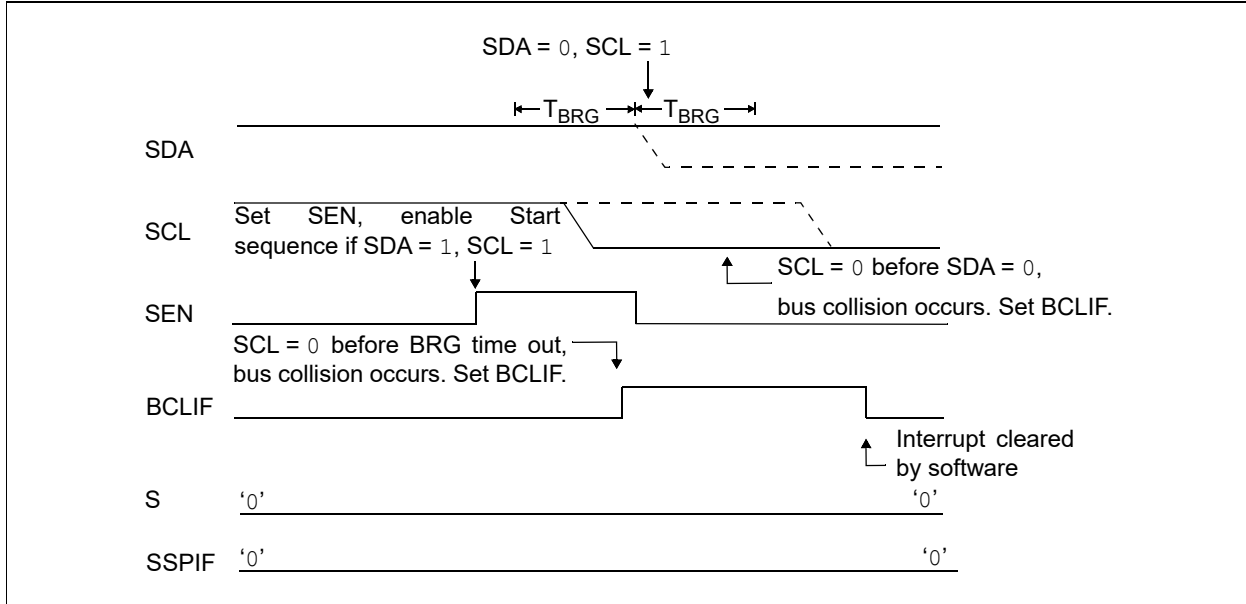 SDA = 0, SCL = 1
TBRG TBRG
SDA
SCL
Set SEN, enable Start
sequence if SDA = 1, SCL = 1
SCL = 0 before SDA = 0,
bus collision occurs. Set BCLIF.
SEN
SCL = 0 before BRG time out,
bus collision occurs. Set BCLIF.
BCLIF
Interrupt cleared
by software
S ‘0’ ‘0’
SSPIF ‘0’ ‘0’